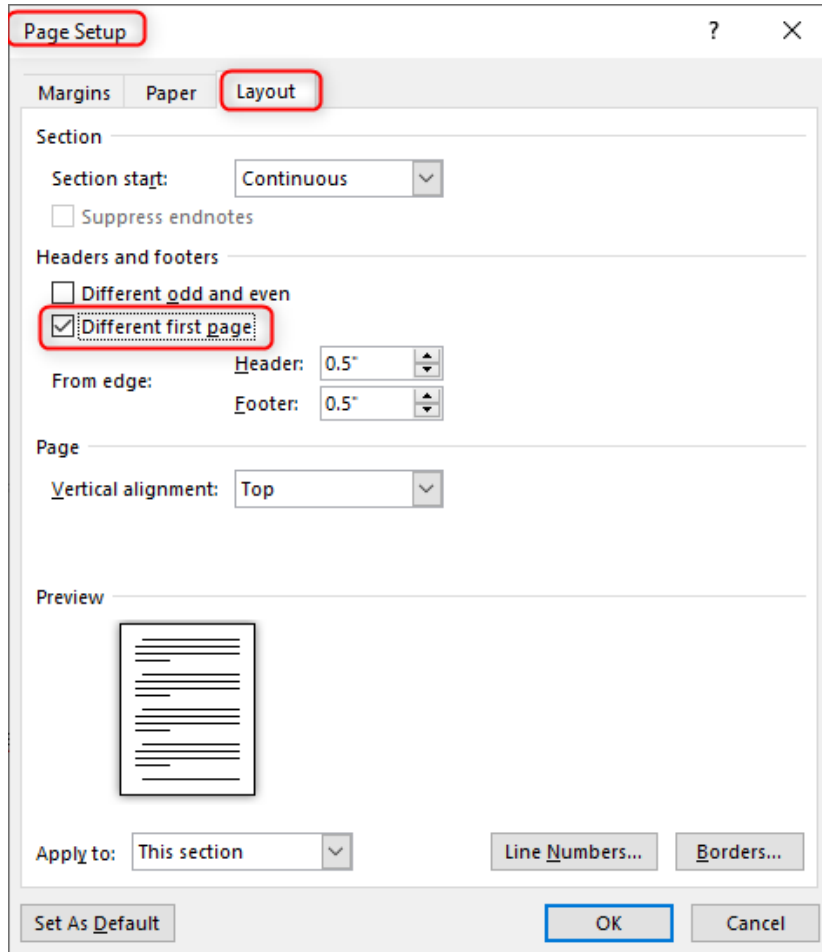 Page Setup ?
Margins Paper Layout
Section
Section start: Continuous
Suppress endnotes
Headers and footers
Different odd and even
Different first page
Header: 0.5"
From edge:
Footer: 0.5"
Page
Vertical alignment: Top
Preview
Apply to: This section Line Numbers... Borders...
Set As Default OK Cancel